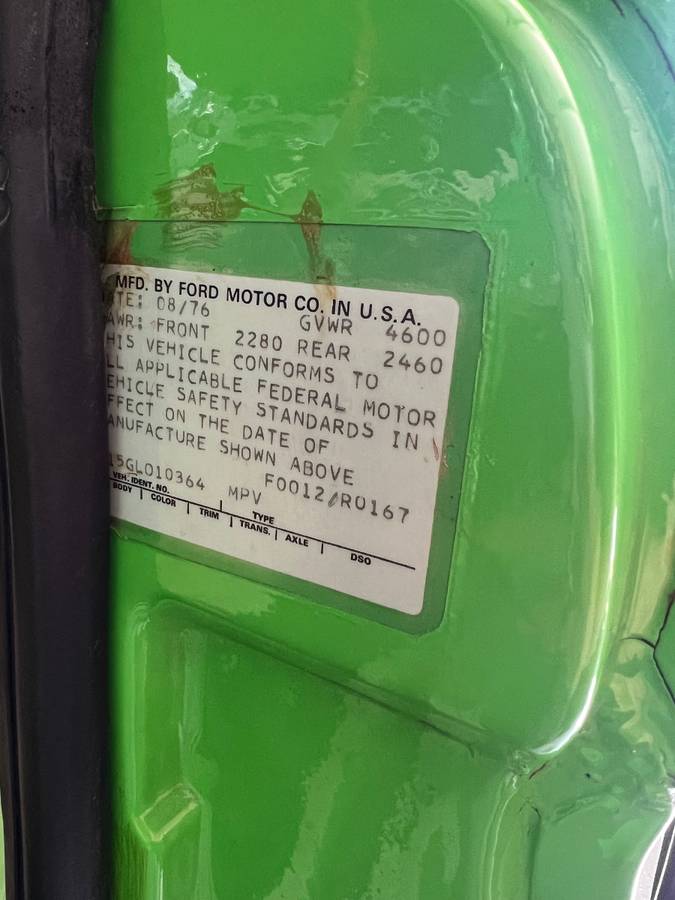 MFD. BY FORD MOTOR CO. IN U.S.A.
TE: 08/76 GVWR 4600
AWR: FRONT 2280 REAR 2460
HIS VEHICLE CONFORMS TO
LL APPLICABLE FEDERAL MOTOR
EHICLE SAFETY STANDARDS IN
FFECT ON THE DATE OF
ANUFACTURE SHOWN ABOVE
F0012/R0167
15GL010364 MPV
VEH. IDENT. NO. TYPE
BODY COLOR TRIM TRANS. AXLE DSO